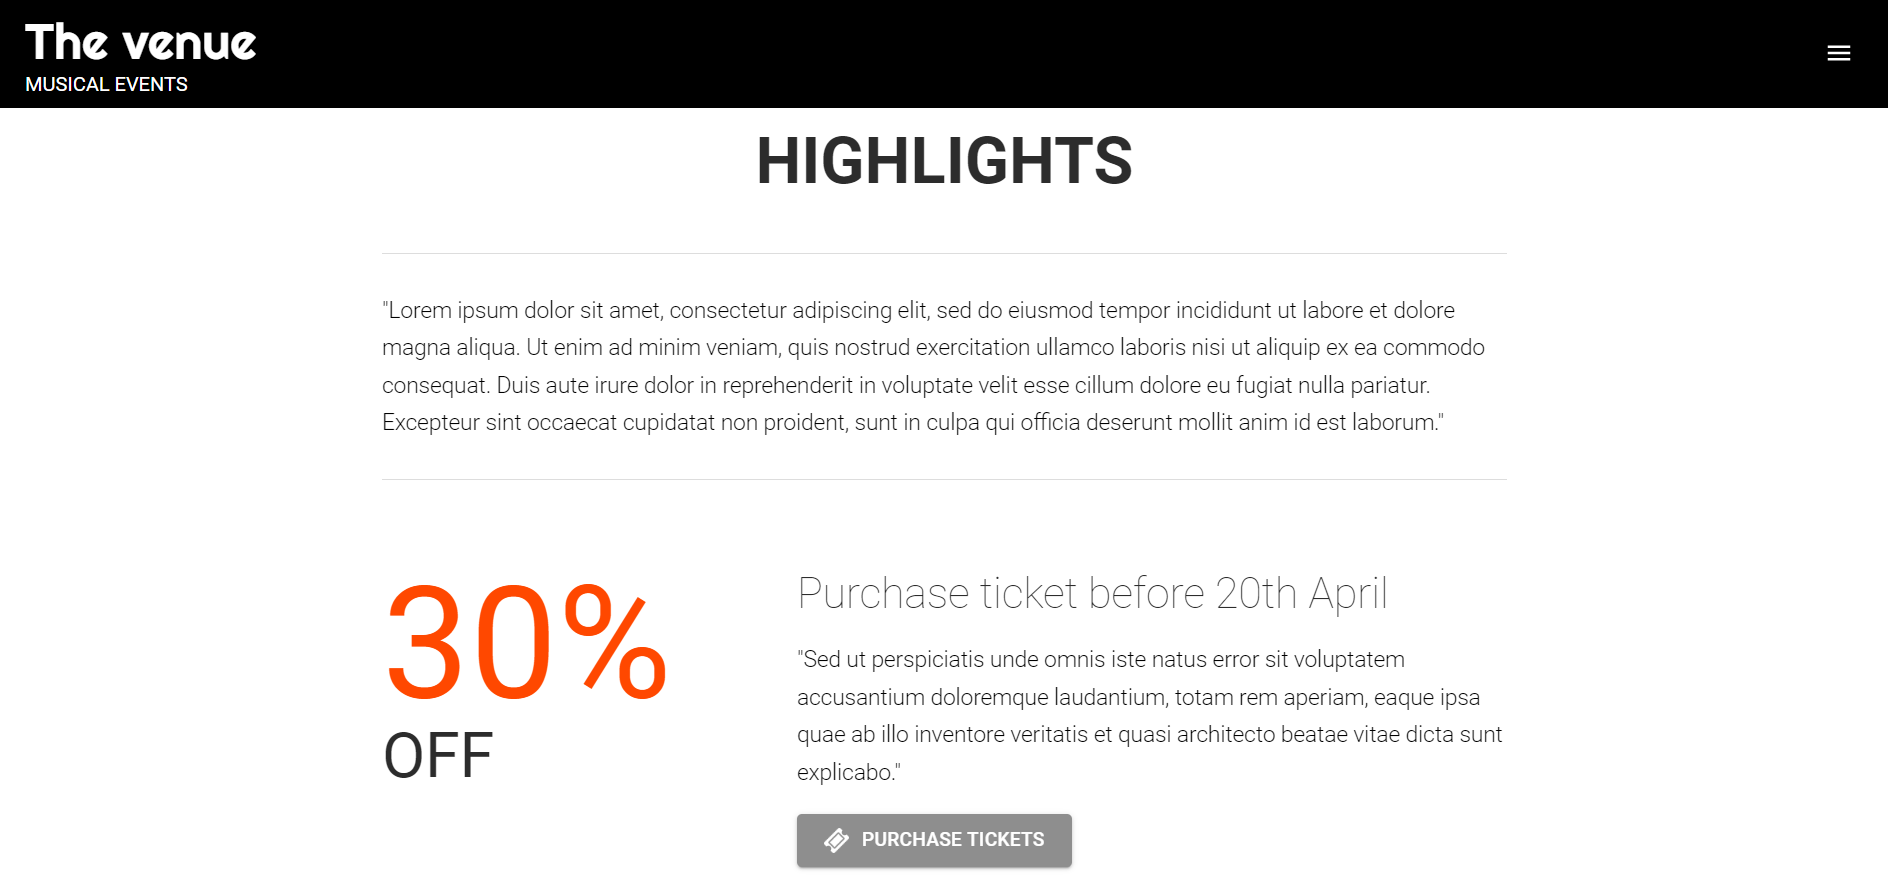 The venue
MUSICAL EVENTS
HIGHLIGHTS
"Lorem ipsum dolor sit amet, consectetur adipiscing elit, sed do eiusmod tempor incididunt ut labore et dolore
magna aliqua. Ut enim ad minim veniam, quis nostrud exercitation ullamco laboris nisi ut aliquip ex ea commodo
consequat. Duis aute irure dolor in reprehenderit in voluptate velit esse cillum dolore eu fugiat nulla pariatur.
Excepteur sint occaecat cupidatat non proident, sunt in culpa qui officia deserunt mollit anim id est laborum."
30%
OFF
Purchase ticket before 20th April
"Sed ut perspiciatis unde omnis iste natus error sit voluptatem
accusantium doloremque laudantium, totam rem aperiam, eaque ipsa
quae ab illo inventore veritatis et quasi architecto beatae vitae dicta sunt
explicabo."
PURCHASE TICKETS